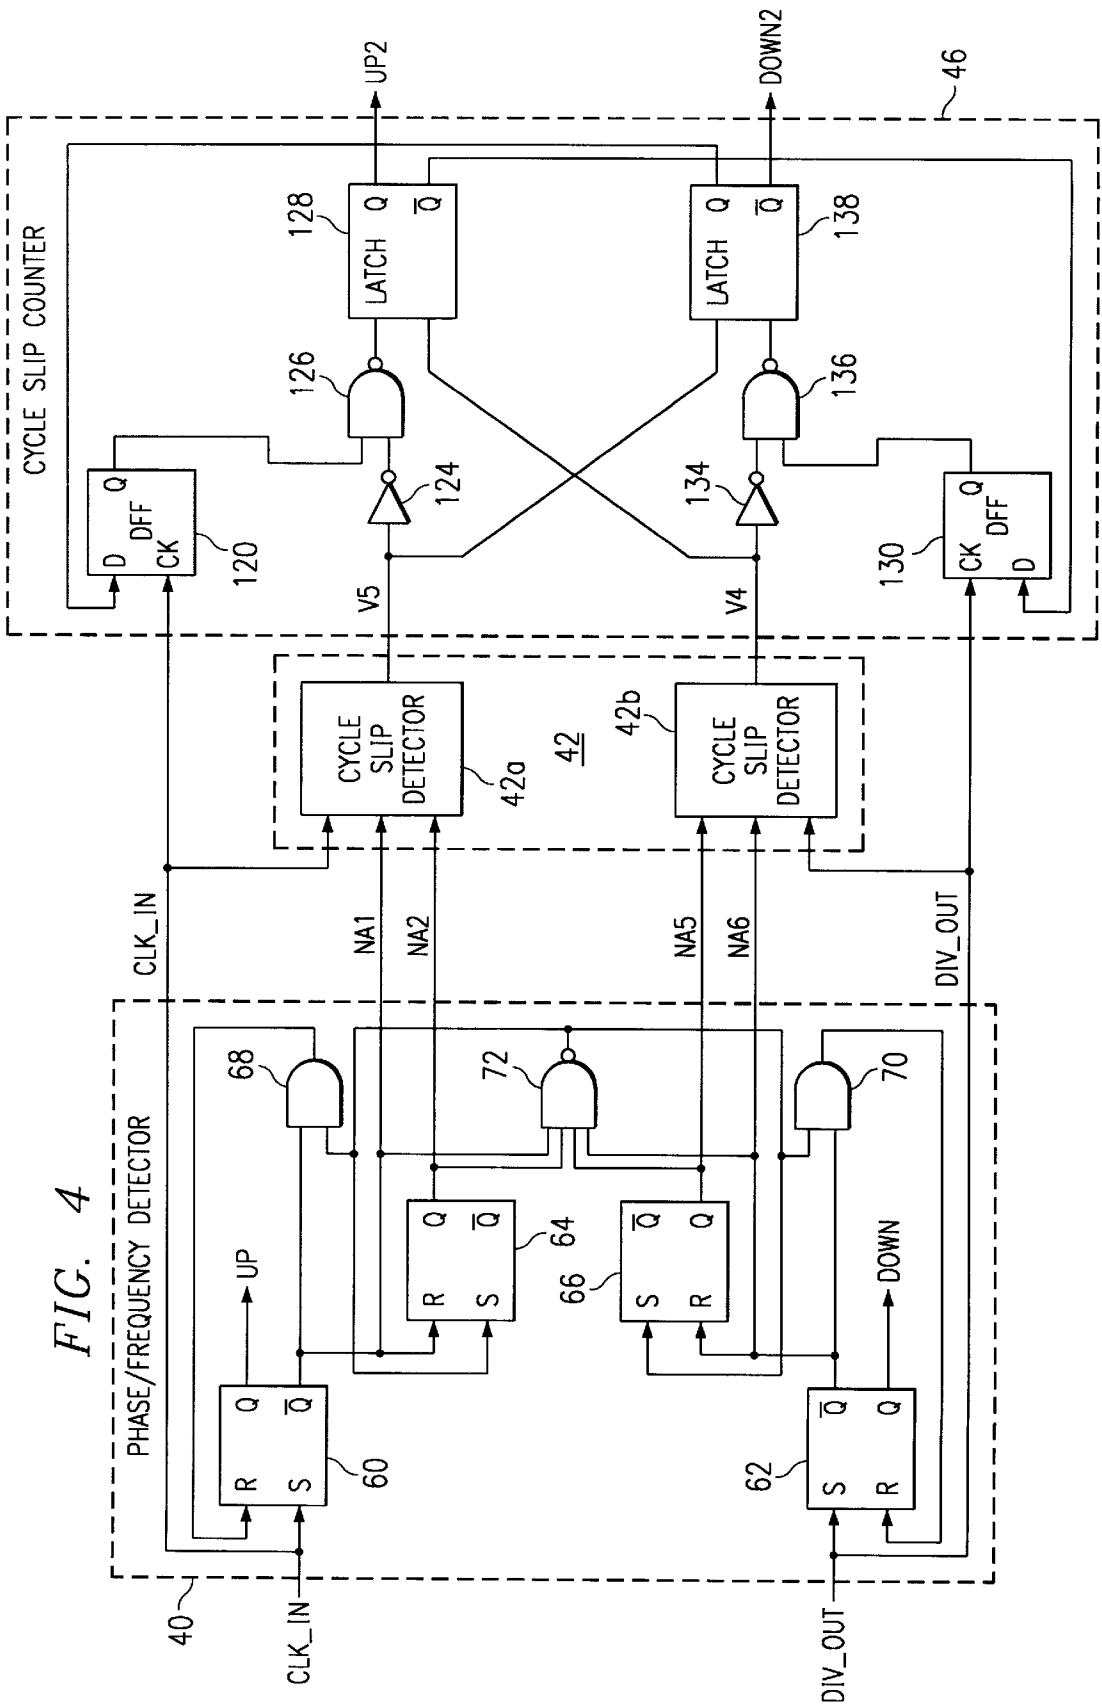 FIG. 4
PHASE/FREQUENCY DETECTOR
40
CLK_IN
R
S
Q
Q̅
60
UP
68
R
S
Q
Q̅
64
72
S
R
Q̅
Q
66
DIV_OUT
S
R
Q̅
Q
62
DOWN
70
CLK_IN
NA1
NA2
NA5
NA6
DIV_OUT
CYCLE
SLIP
DETECTOR
42a
42
CYCLE
SLIP
DETECTOR
42b
CYCLE SLIP COUNTER
D
Q
DFF
CK
120
V5
124
126
LATCH
Q
Q̅
128
UP2
V4
134
136
LATCH
Q
Q̅
138
DOWN2
CK
Q
DFF
D
130
46